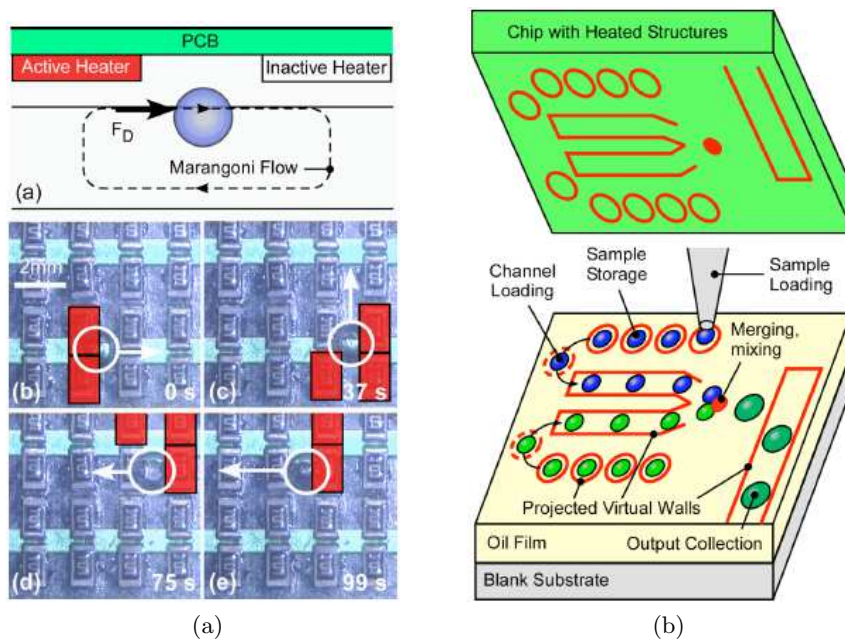 PCB
Active Heater
Inactive Heater
F_D
Marangoni Flow
(a)
2mm
(b)
0 s
(c)
37 s
(d)
75 s
(e)
99 s
(a)
Chip with Heated Structures
Channel
Loading
Sample
Storage
Sample
Loading
Merging,
mixing
Projected Virtual Walls
Output Collection
Oil Film
Blank Substrate
(b)